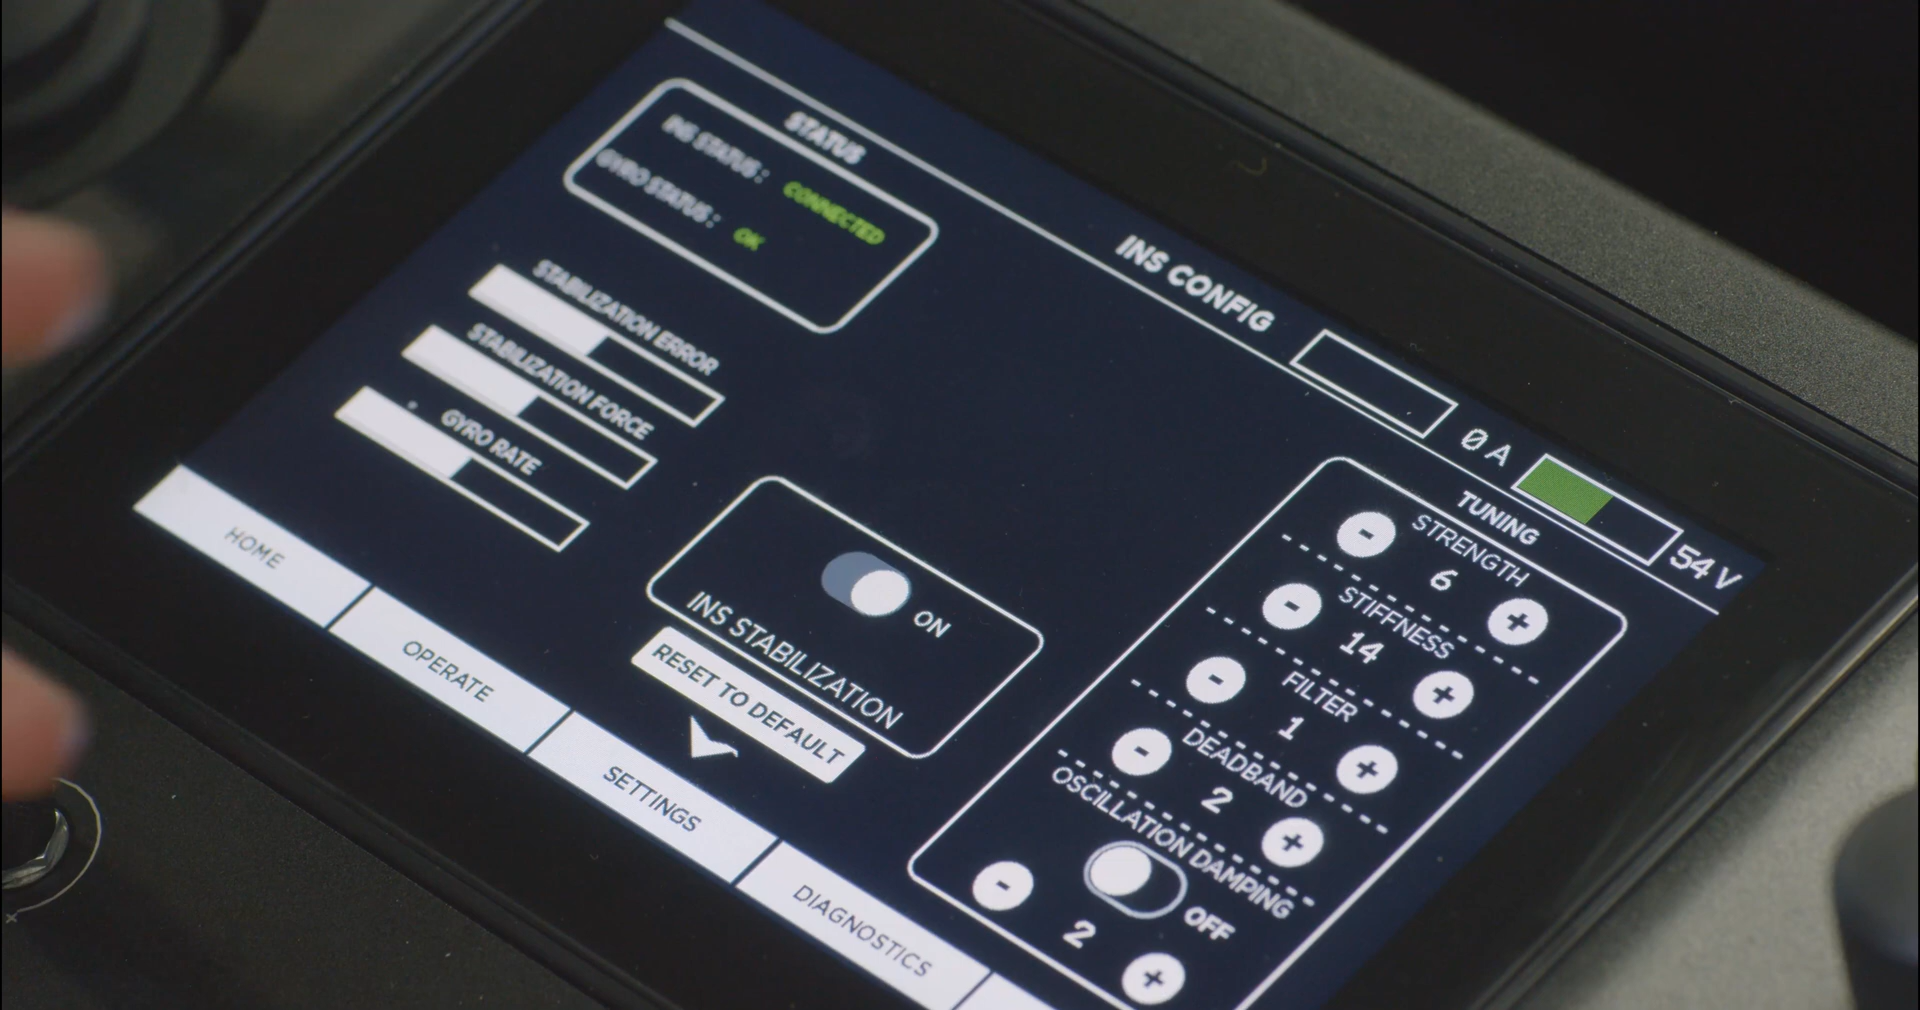 INS CONFIG
0 A
54 V
STATUS
INS STATUS : CONNECTED
GYRO STATUS : OK
STABILIZATION ERROR
STABILIZATION FORCE
GYRO RATE
ON
INS STABILIZATION
RESET TO DEFAULT
TUNING
STRENGTH
- 6 +
STIFFNESS
- 14 +
FILTER
- 1 +
DEADBAND
- 2 +
OSCILLATION DAMPING
OFF
- 2 +
HOME
OPERATE
SETTINGS
DIAGNOSTICS